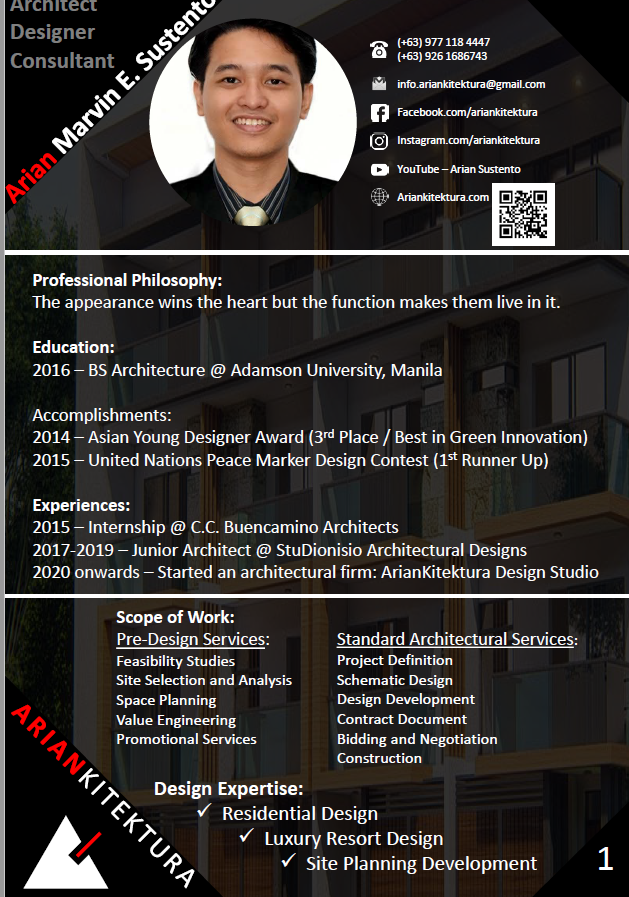 Architect
Designer
Consultant
Arian Marvin E. Sustento
(+63) 977 118 4447
(+63) 926 1686743
info.ariankitektura@gmail.com
Facebook.com/ariankitektura
Instagram.com/ariankitektura
YouTube – Arian Sustento
Ariankitektura.com
Professional Philosophy:
The appearance wins the heart but the function makes them live in it.
Education:
2016 – BS Architecture @ Adamson University, Manila
Accomplishments:
2014 – Asian Young Designer Award (3rd Place / Best in Green Innovation)
2015 – United Nations Peace Marker Design Contest (1st Runner Up)
Experiences:
2015 – Internship @ C.C. Buencamino Architects
2017-2019 – Junior Architect @ StuDionisio Architectural Designs
2020 onwards – Started an architectural firm: ArianKitektura Design Studio
Scope of Work:
Pre-Design Services:
Feasibility Studies
Site Selection and Analysis
Space Planning
Value Engineering
Promotional Services
Standard Architectural Services:
Project Definition
Schematic Design
Design Development
Contract Document
Bidding and Negotiation
Construction
Design Expertise:
✓ Residential Design
✓ Luxury Resort Design
✓ Site Planning Development
ARIANKITEKTURA
1